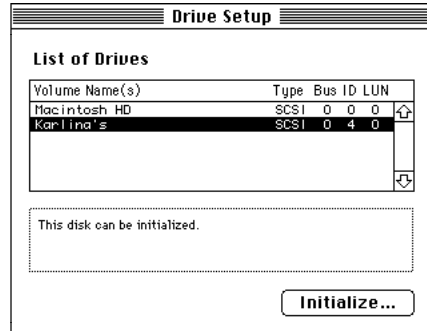 Drive Setup
List of Drives
Volume Name(s) Type Bus ID LUN
Macintosh HD SCSI 0 0 0
Karlina's SCSI 0 4 0
This disk can be initialized.
Initialize...